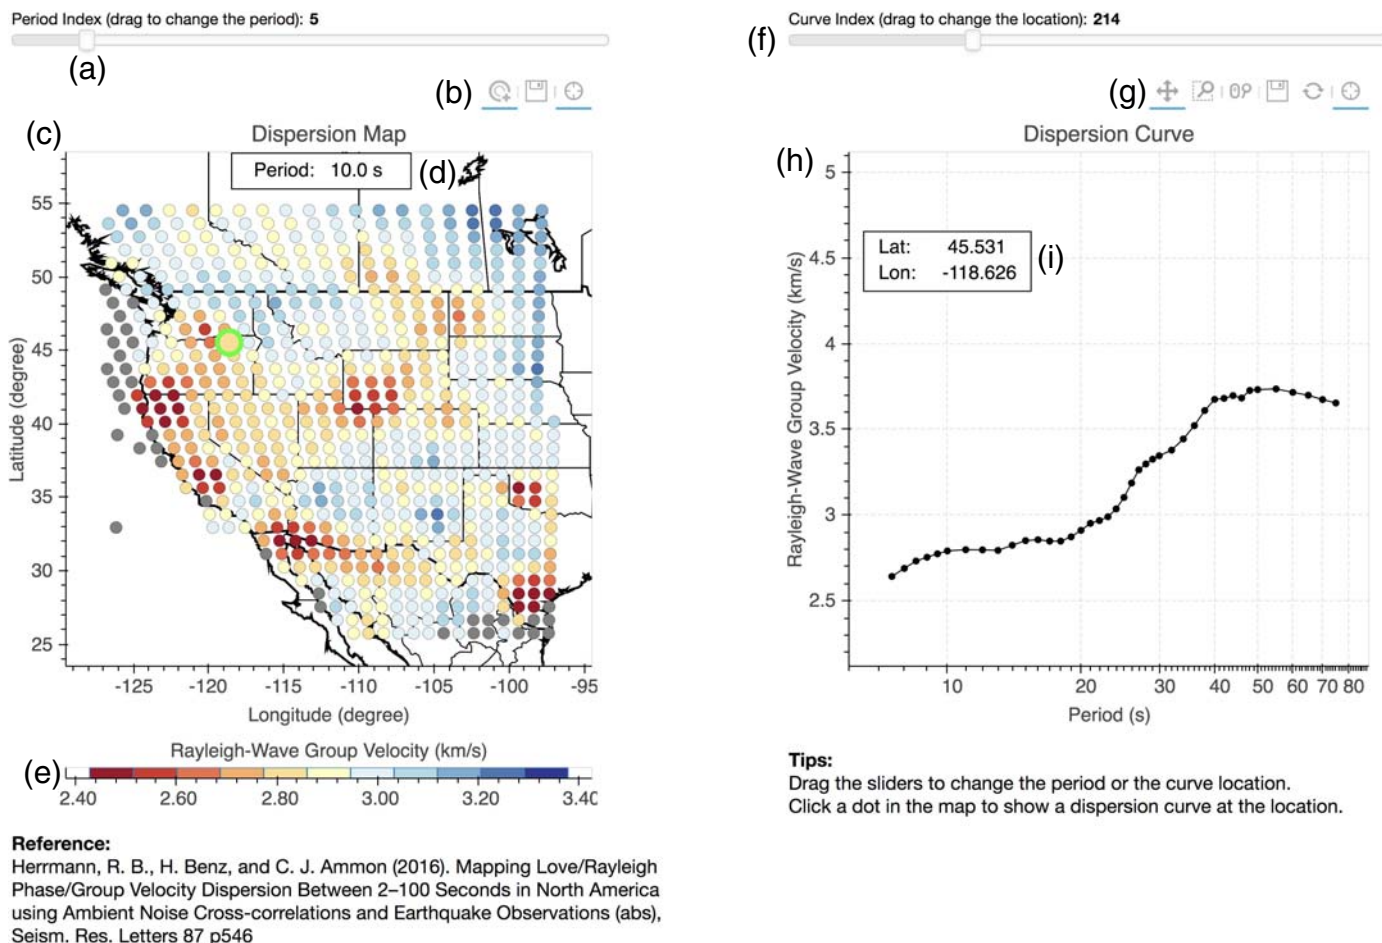 Period Index (drag to change the period): 5
(a)
(b)
(c)
Dispersion Map
Period: 10.0 s
(d)
Latitude (degree)
55
50
45
40
35
30
25
-125 -120 -115 -110 -105 -100 -95
Longitude (degree)
Rayleigh-Wave Group Velocity (km/s)
(e)
2.40 2.60 2.80 3.00 3.20 3.40
Reference:
Herrmann, R. B., H. Benz, and C. J. Ammon (2016). Mapping Love/Rayleigh
Phase/Group Velocity Dispersion Between 2–100 Seconds in North America
using Ambient Noise Cross-correlations and Earthquake Observations (abs),
Seism. Res. Letters 87 p546
Curve Index (drag to change the location): 214
(f)
(g)
Dispersion Curve
(h)
Rayleigh-Wave Group Velocity (km/s)
5
4.5
4
3.5
3
2.5
Lat: 45.531
Lon: -118.626
(i)
10 20 30 40 50 60 70 80
Period (s)
Tips:
Drag the sliders to change the period or the curve location.
Click a dot in the map to show a dispersion curve at the location.